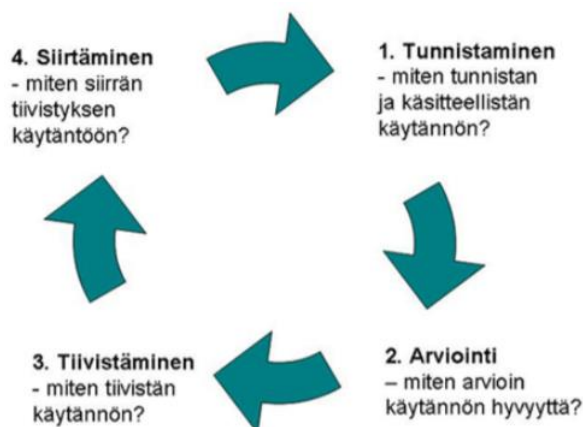 4. Siirtäminen
- miten siirrän
tiivistyksen
käytäntöön?
1. Tunnistaminen
- miten tunnistan
ja käsitteellistän
käytännön?
3. Tiivistäminen
- miten tiivistän
käytännön?
2. Arviointi
– miten arvioin
käytännön hyvyyttä?